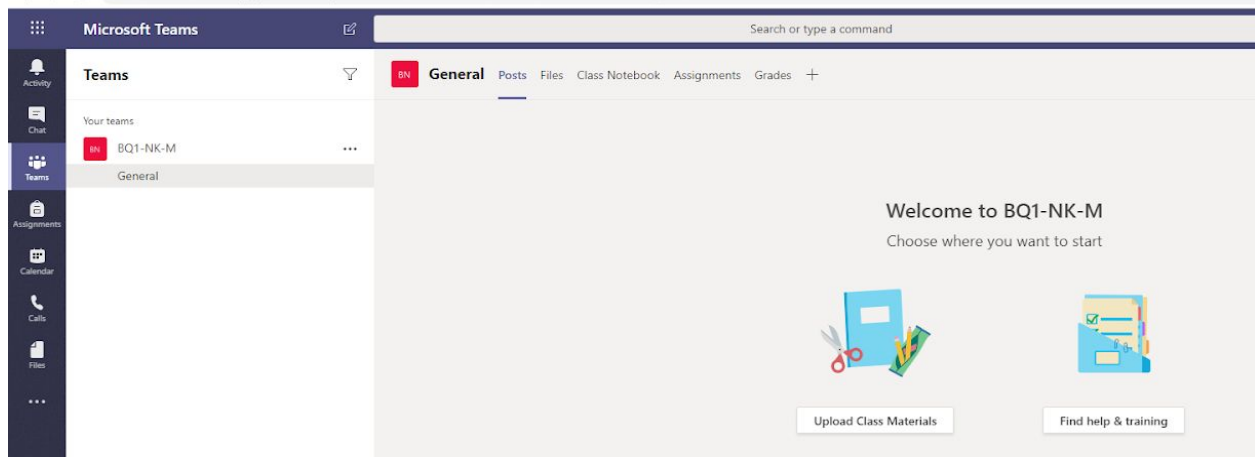 Microsoft Teams
Search or type a command
Activity
Chat
Teams
Assignments
Calendar
Calls
Files
Teams
Your teams
BN BQ1-NK-M
General
BN General Posts Files Class Notebook Assignments Grades
Welcome to BQ1-NK-M
Choose where you want to start
Upload Class Materials
Find help & training